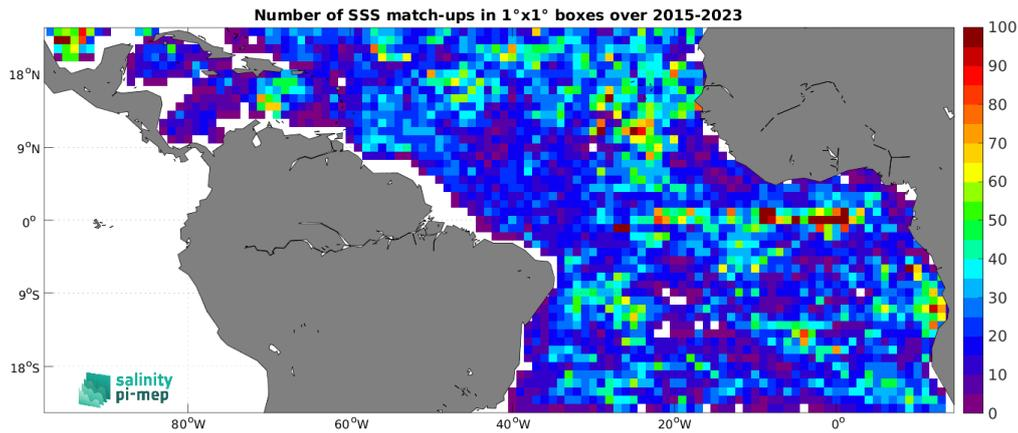 Number of SSS match-ups in 1°x1° boxes over 2015-2023
100
90
80
70
60
50
40
30
20
10
0
18°N
9°N
0°
9°S
18°S
80°W
60°W
40°W
20°W
0°
salinity
pi-mep